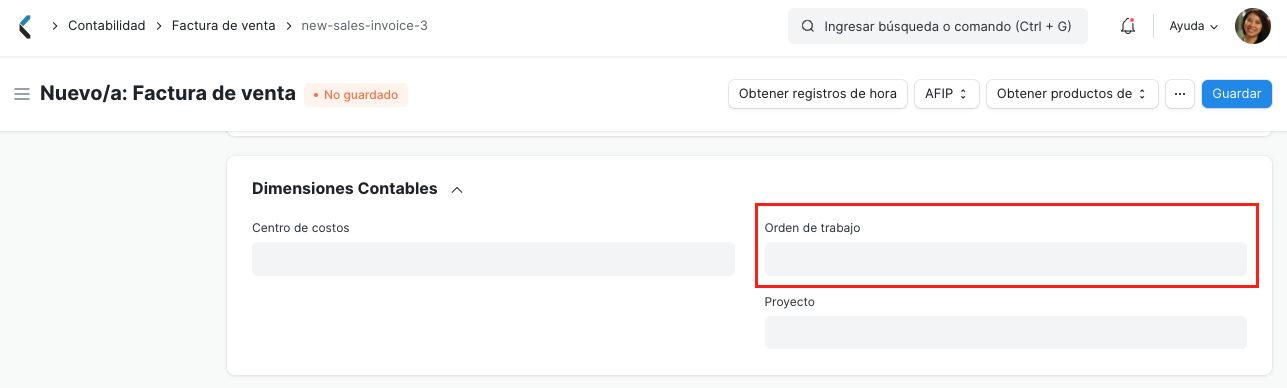 Contabilidad > Factura de venta > new-sales-invoice-3
Ingresar búsqueda o comando (Ctrl + G)
Ayuda
Nuevo/a: Factura de venta
• No guardado
Obtener registros de hora
AFIP
Obtener productos de
...
Guardar
Dimensiones Contables
Centro de costos
Orden de trabajo
Proyecto